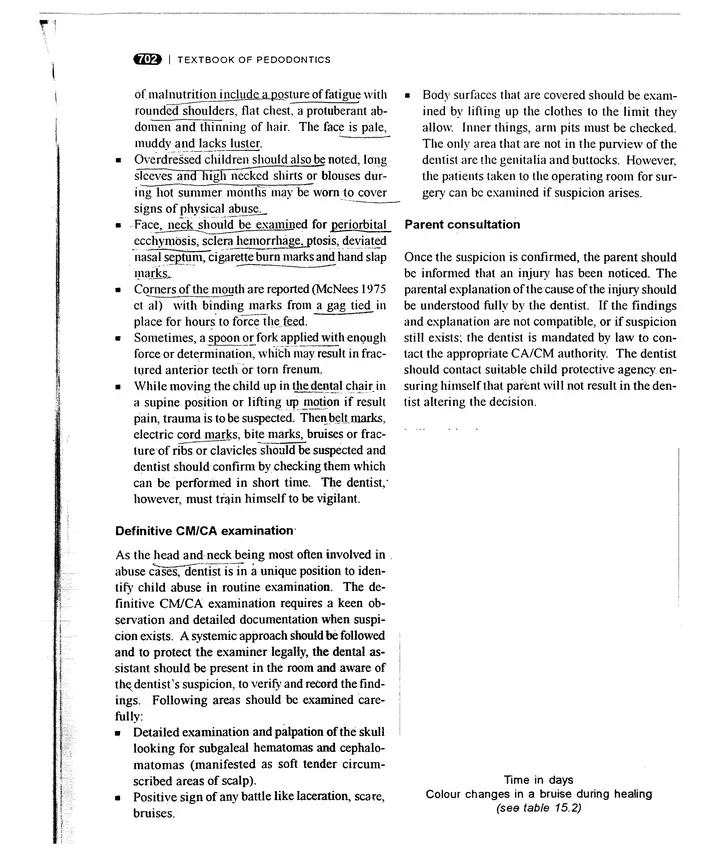 702 | TEXTBOOK OF PEDODONTICS
of malnutrition include a posture of fatigue with
rounded shoulders, flat chest, a protuberant ab-
domen and thinning of hair. The face is pale,
muddy and lacks luster.
▪ Overdressed children should also be noted, long
sleeves and high necked shirts or blouses dur-
ing hot summer months may be worn to cover
signs of physical abuse.
▪ Face, neck should be examined for periorbital
ecchymosis, sclera hemorrhage, ptosis, deviated
nasal septum, cigarette burn marks and hand slap
marks.
▪ Corners of the mouth are reported (McNees 1975
et al) with binding marks from a gag tied in
place for hours to force the feed.
▪ Sometimes, a spoon or fork applied with enough
force or determination, which may result in frac-
tured anterior teeth or torn frenum.
▪ While moving the child up in the dental chair in
a supine position or lifting up motion if result
pain, trauma is to be suspected. Then belt marks,
electric cord marks, bite marks, bruises or frac-
ture of ribs or clavicles should be suspected and
dentist should confirm by checking them which
can be performed in short time. The dentist,
however, must train himself to be vigilant.
Definitive CM/CA examination
As the head and neck being most often involved in
abuse cases, dentist is in a unique position to iden-
tify child abuse in routine examination. The de-
finitive CM/CA examination requires a keen ob-
servation and detailed documentation when suspi-
cion exists. A systemic approach should be followed
and to protect the examiner legally, the dental as-
sistant should be present in the room and aware of
the dentist's suspicion, to verify and record the find-
ings. Following areas should be examined care-
fully:
▪ Detailed examination and palpation of the skull
looking for subgaleal hematomas and cephalo-
matomas (manifested as soft tender circum-
scribed areas of scalp).
▪ Positive sign of any battle like laceration, scare,
bruises.
▪ Body surfaces that are covered should be exam-
ined by lifting up the clothes to the limit they
allow. Inner things, arm pits must be checked.
The only area that are not in the purview of the
dentist are the genitalia and buttocks. However,
the patients taken to the operating room for sur-
gery can be examined if suspicion arises.
Parent consultation
Once the suspicion is confirmed, the parent should
be informed that an injury has been noticed. The
parental explanation of the cause of the injury should
be understood fully by the dentist. If the findings
and explanation are not compatible, or if suspicion
still exists; the dentist is mandated by law to con-
tact the appropriate CA/CM authority. The dentist
should contact suitable child protective agency en-
suring himself that parent will not result in the den-
tist altering the decision.
Time in days
Colour changes in a bruise during healing
(see table 15.2)